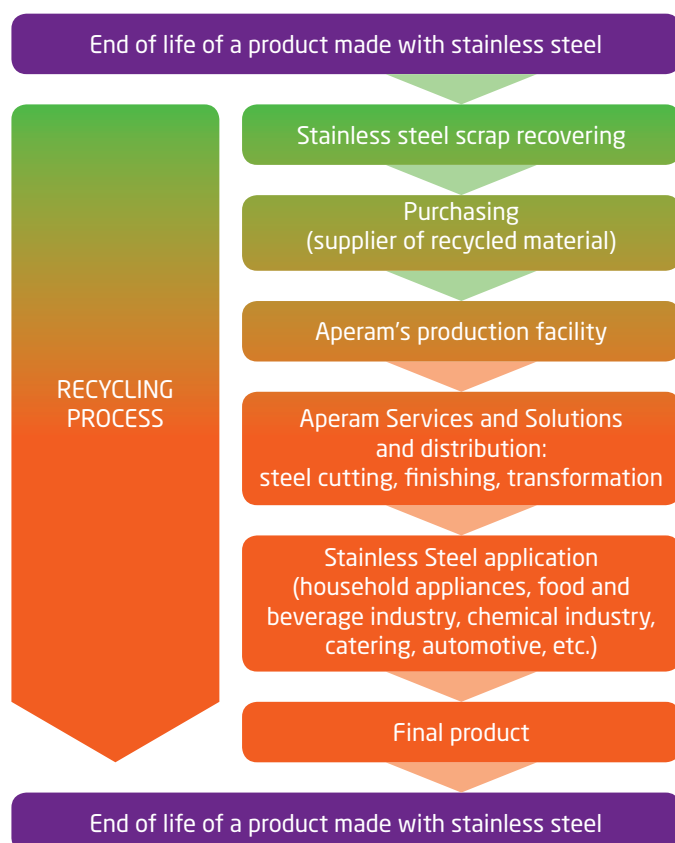 End of life of a product made with stainless steel
Stainless steel scrap recovering
Purchasing
(supplier of recycled material)
Aperam's production facility
RECYCLING
PROCESS
Aperam Services and Solutions
and distribution:
steel cutting, finishing, transformation
Stainless Steel application
(household appliances, food and
beverage industry, chemical industry,
catering, automotive, etc.)
Final product
End of life of a product made with stainless steel